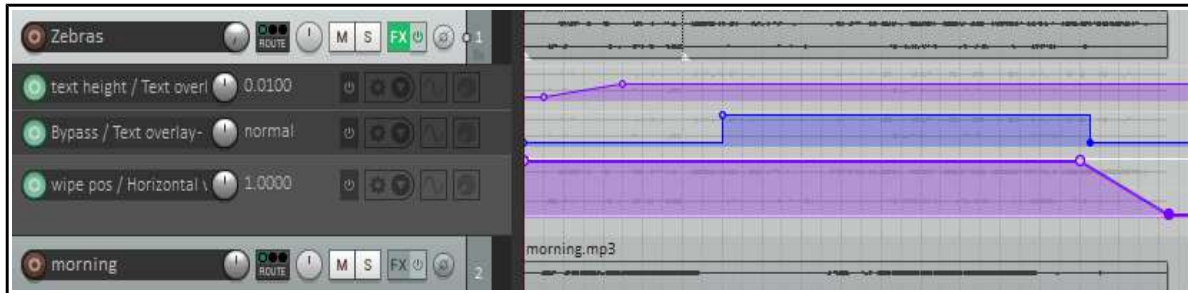 Zebras ROUTE M S FX 1
text height / Text overl 0.0100
Bypass / Text overlay- normal
wipe pos / Horizontal 1.0000
morning.mp3
morning ROUTE M S FX 2